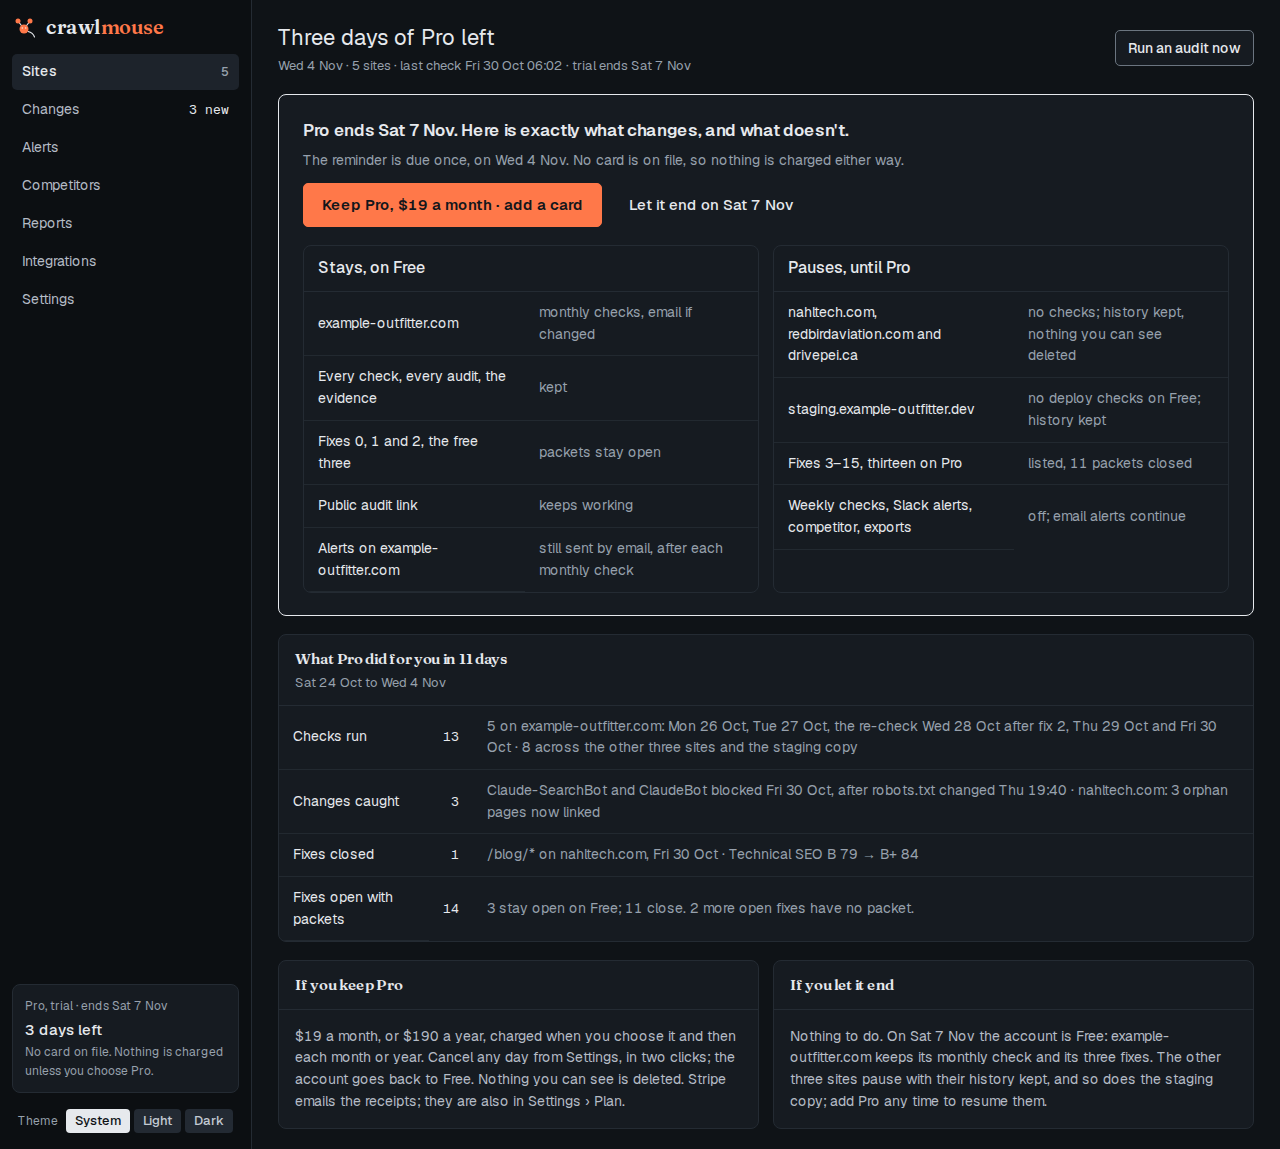 crawlmouse
Sites 5
Changes 3 new
Alerts
Competitors
Reports
Integrations
Settings
Pro, trial · ends Sat 7 Nov
3 days left
No card on file. Nothing is charged
unless you choose Pro.
Theme System Light Dark
Three days of Pro left
Wed 4 Nov · 5 sites · last check Fri 30 Oct 06:02 · trial ends Sat 7 Nov
Run an audit now
Pro ends Sat 7 Nov. Here is exactly what changes, and what doesn't.
The reminder is due once, on Wed 4 Nov. No card is on file, so nothing is charged either way.
Keep Pro, $19 a month · add a card
Let it end on Sat 7 Nov
Stays, on Free
example-outfitter.com
monthly checks, email if
changed
Every check, every audit, the
evidence
kept
Fixes 0, 1 and 2, the free
three
packets stay open
Public audit link
keeps working
Alerts on example-
outfitter.com
still sent by email, after each
monthly check
Pauses, until Pro
nahltech.com,
redbirdaviation.com and
drivepei.ca
no checks; history kept,
nothing you can see
deleted
staging.example-outfitter.dev
no deploy checks on Free;
history kept
Fixes 3–15, thirteen on Pro
listed, 11 packets closed
Weekly checks, Slack alerts,
competitor, exports
off; email alerts continue
What Pro did for you in 11 days
Sat 24 Oct to Wed 4 Nov
Checks run
13
5 on example-outfitter.com: Mon 26 Oct, Tue 27 Oct, the re-check Wed 28 Oct after fix 2, Thu 29 Oct and Fri 30
Oct · 8 across the other three sites and the staging copy
Changes caught
3
Claude-SearchBot and ClaudeBot blocked Fri 30 Oct, after robots.txt changed Thu 19:40 · nahltech.com: 3 orphan
pages now linked
Fixes closed
1
/blog/* on nahltech.com, Fri 30 Oct · Technical SEO B 79 → B+ 84
Fixes open with
packets
14
3 stay open on Free; 11 close. 2 more open fixes have no packet.
If you keep Pro
$19 a month, or $190 a year, charged when you choose it and then
each month or year. Cancel any day from Settings, in two clicks; the
account goes back to Free. Nothing you can see is deleted. Stripe
emails the receipts; they are also in Settings › Plan.
If you let it end
Nothing to do. On Sat 7 Nov the account is Free: example-
outfitter.com keeps its monthly check and its three fixes. The other
three sites pause with their history kept, and so does the staging
copy; add Pro any time to resume them.